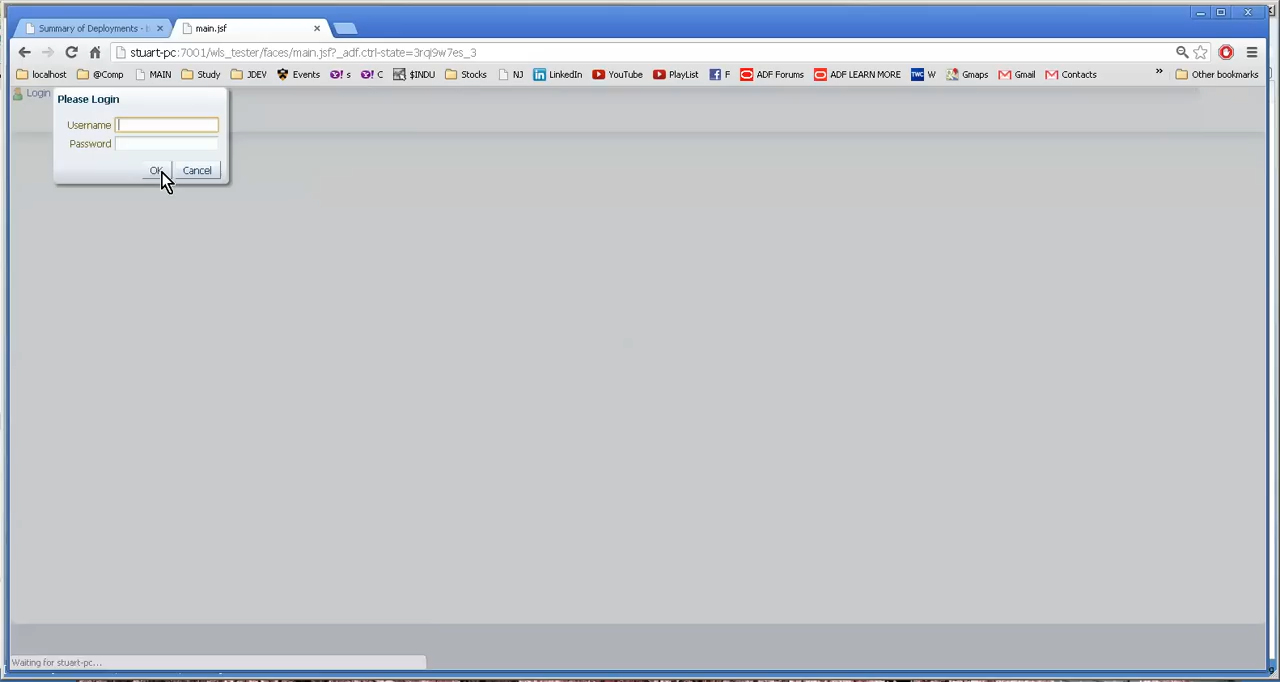 Summary of Deployments -
main.jsf
stuart-pc:7001/wls_tester/faces/main.jsf?_adf.ctrl-state=3rqi9w7es_3
localhost @Comp MAIN Study JDEV Events s C $INDU Stocks NJ LinkedIn YouTube PlayList F ADF Forums ADF LEARN MORE TWC W Gmaps Gmail Contacts » Other bookmarks
Login
Please Login
Username
Password
OK Cancel
Waiting for stuart-pc...